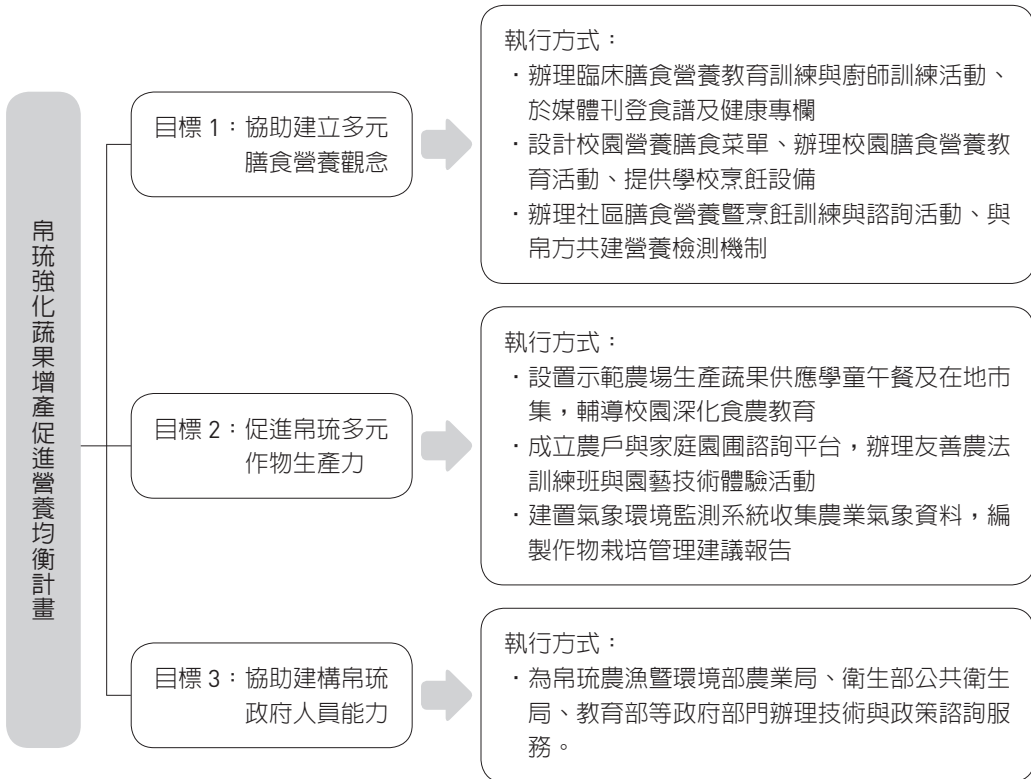 帛琉強化蔬果增產促進營養均衡計畫
目標 1：協助建立多元
膳食營養觀念
執行方式：
·辦理臨床膳食營養教育訓練與廚師訓練活動、
於媒體刊登食譜及健康專欄
·設計校園營養膳食菜單、辦理校園膳食營養教
育活動、提供學校烹飪設備
·辦理社區膳食營養暨烹飪訓練與諮詢活動、與
帛方共建營養檢測機制
目標 2：促進帛琉多元
作物生產力
執行方式：
·設置示範農場生產蔬果供應學童午餐及在地市
集，輔導校園深化食農教育
·成立農戶與家庭園圃諮詢平台，辦理友善農法
訓練班與園藝技術體驗活動
·建置氣象環境監測系統收集農業氣象資料，編
製作物栽培管理建議報告
目標 3：協助建構帛琉
政府人員能力
執行方式：
·為帛琉農漁暨環境部農業局、衛生部公共衛生
局、教育部等政府部門辦理技術與政策諮詢服
務。